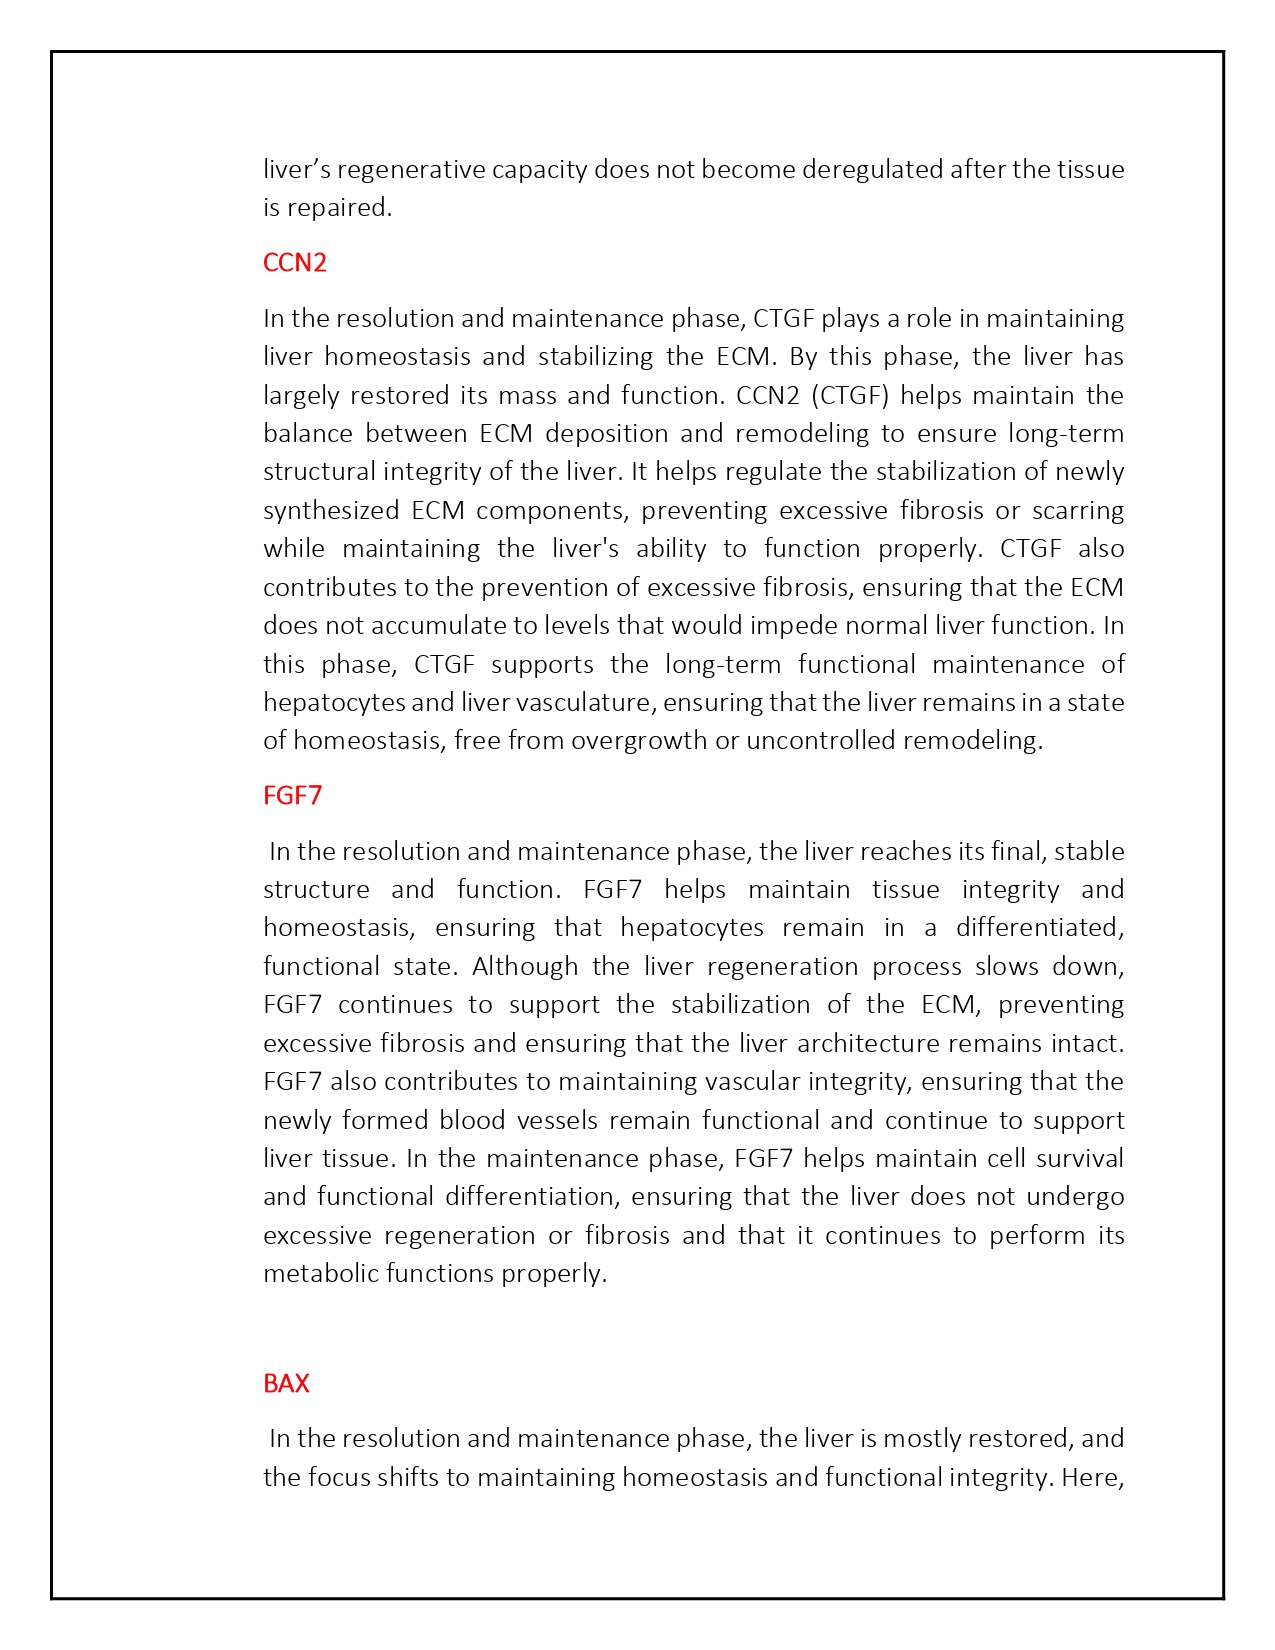 liver’s regenerative capacity does not become deregulated after the tissue
is repaired.
CCN2
In the resolution and maintenance phase, CTGF plays a role in maintaining
liver homeostasis and stabilizing the ECM. By this phase, the liver has
largely restored its mass and function. CCN2 (CTGF) helps maintain the
balance between ECM deposition and remodeling to ensure long-term
structural integrity of the liver. It helps regulate the stabilization of newly
synthesized ECM components, preventing excessive fibrosis or scarring
while maintaining the liver's ability to function properly. CTGF also
contributes to the prevention of excessive fibrosis, ensuring that the ECM
does not accumulate to levels that would impede normal liver function. In
this phase, CTGF supports the long-term functional maintenance of
hepatocytes and liver vasculature, ensuring that the liver remains in a state
of homeostasis, free from overgrowth or uncontrolled remodeling.
FGF7
In the resolution and maintenance phase, the liver reaches its final, stable
structure and function. FGF7 helps maintain tissue integrity and
homeostasis, ensuring that hepatocytes remain in a differentiated,
functional state. Although the liver regeneration process slows down,
FGF7 continues to support the stabilization of the ECM, preventing
excessive fibrosis and ensuring that the liver architecture remains intact.
FGF7 also contributes to maintaining vascular integrity, ensuring that the
newly formed blood vessels remain functional and continue to support
liver tissue. In the maintenance phase, FGF7 helps maintain cell survival
and functional differentiation, ensuring that the liver does not undergo
excessive regeneration or fibrosis and that it continues to perform its
metabolic functions properly.
BAX
In the resolution and maintenance phase, the liver is mostly restored, and
the focus shifts to maintaining homeostasis and functional integrity. Here,